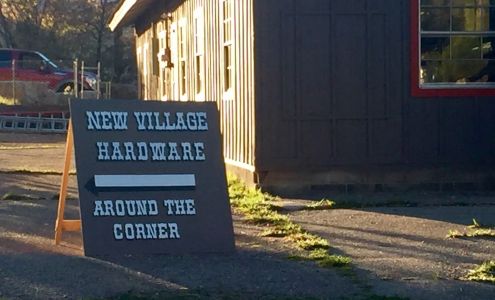 NEW VILLAGE
HARDWARE
AROUND THE
CORNER